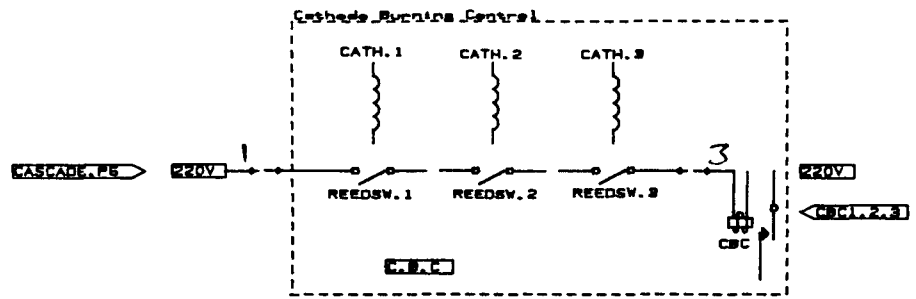 Cathode Burning Control
CATH.1 CATH.2 CATH.3
1 3
CASCADE.P5 220V 220V
REEDSW.1 REEDSW.2 REEDSW.3
CBC1.2.3
CBC
C.B.C